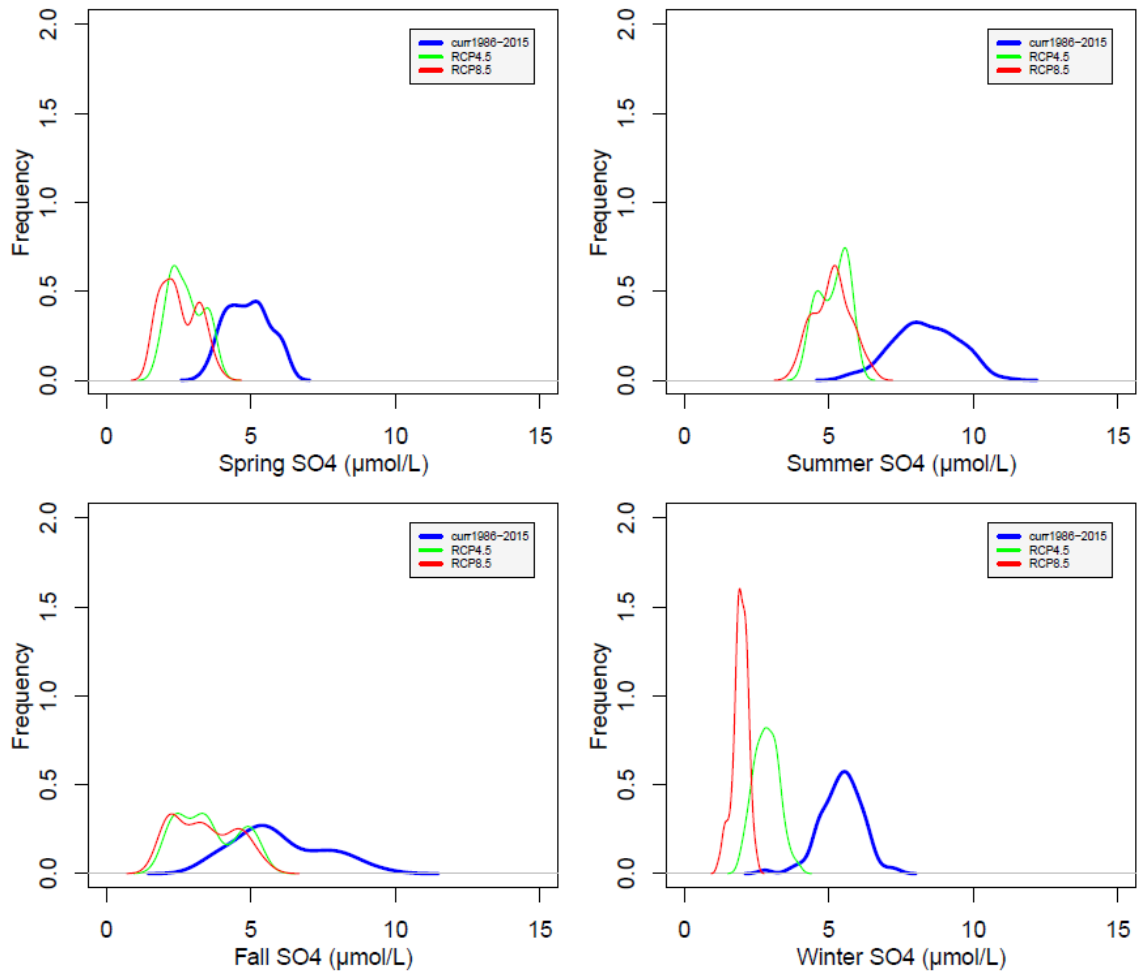 2.0
1.5
1.0
0.5
0.0
Frequency
curr1986-2015
RCP4.5
RCP8.5
0 5 10 15
Spring SO4 (µmol/L)
2.0
1.5
1.0
0.5
0.0
Frequency
curr1986-2015
RCP4.5
RCP8.5
0 5 10 15
Summer SO4 (µmol/L)
2.0
1.5
1.0
0.5
0.0
Frequency
curr1986-2015
RCP4.5
RCP8.5
0 5 10 15
Fall SO4 (µmol/L)
2.0
1.5
1.0
0.5
0.0
Frequency
curr1986-2015
RCP4.5
RCP8.5
0 5 10 15
Winter SO4 (µmol/L)